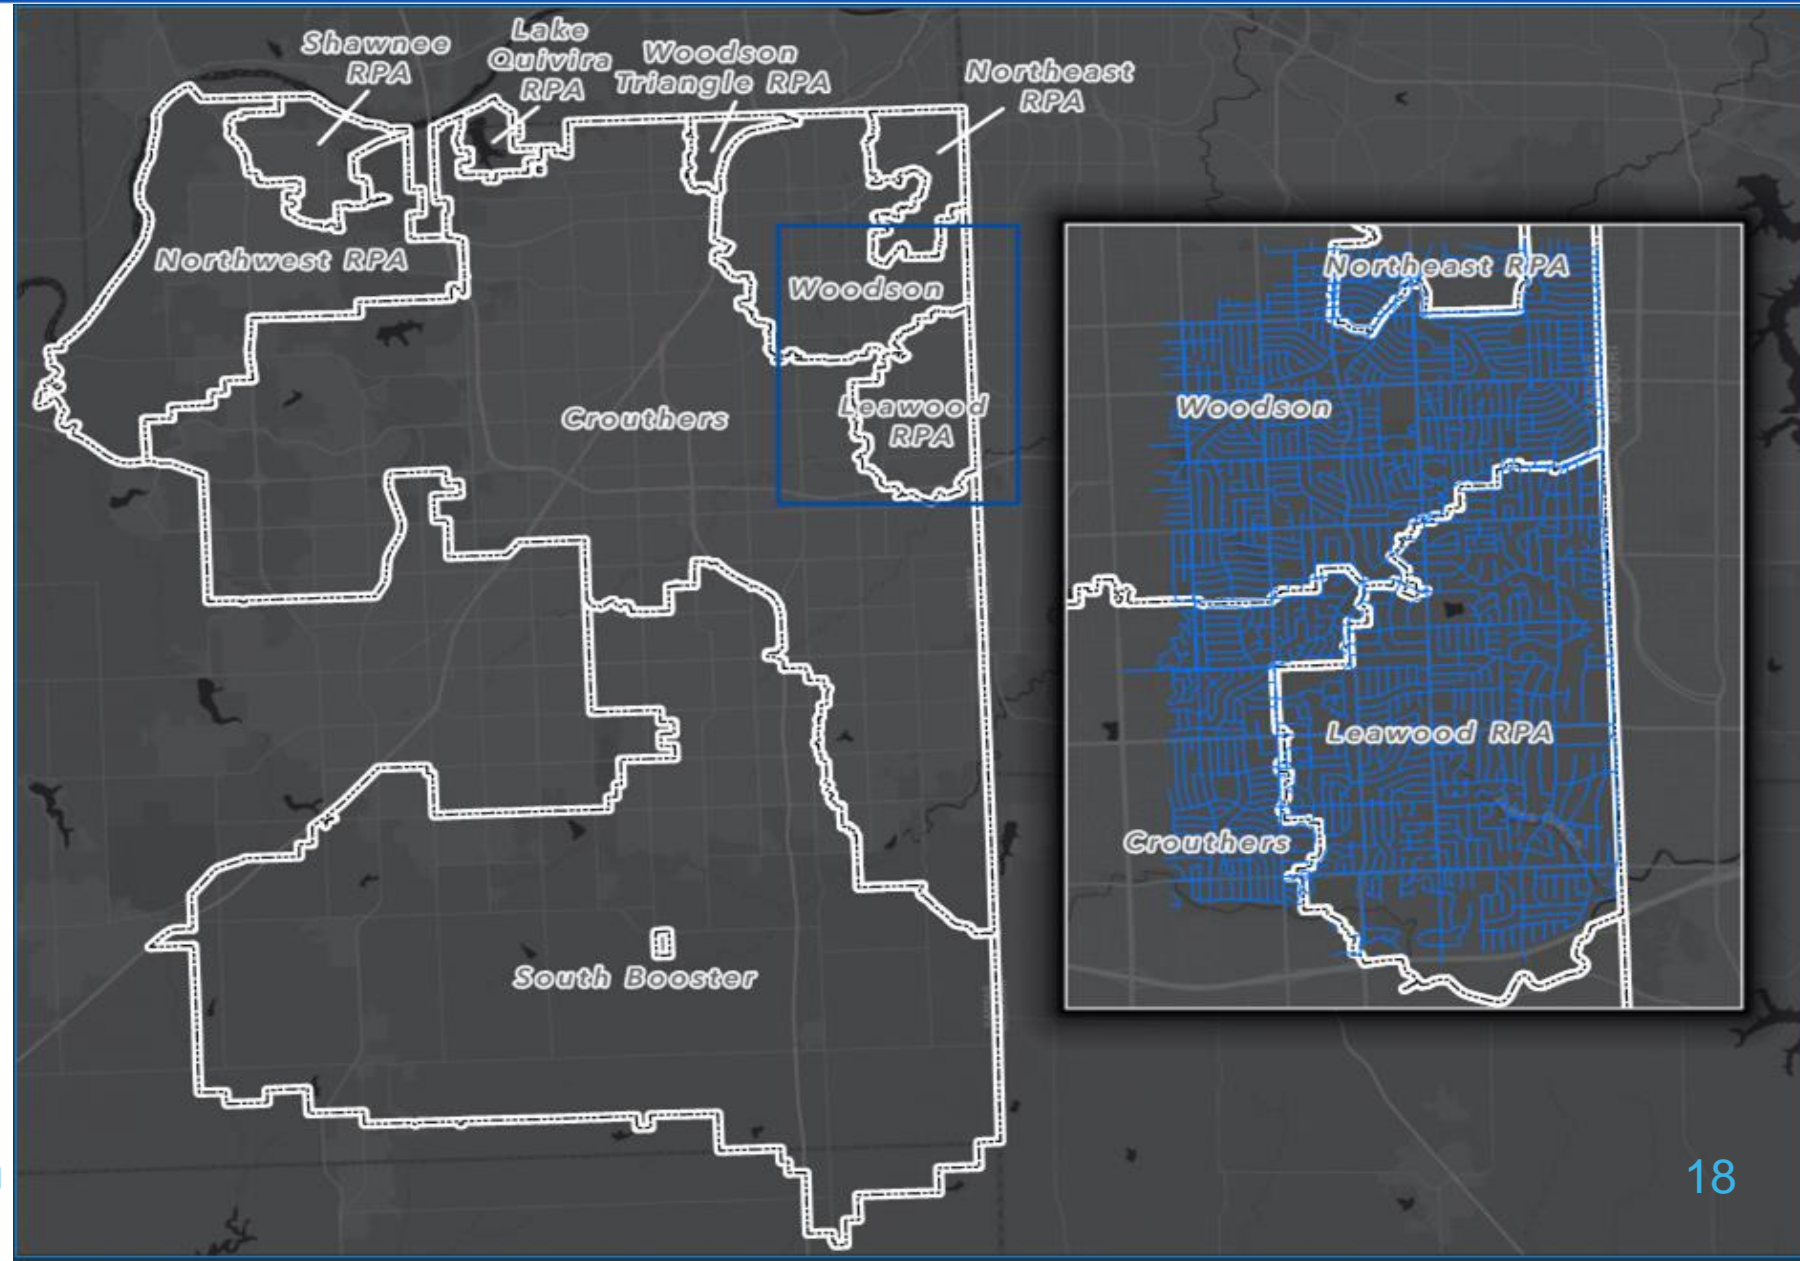 Shawnee
RPA
Lake
Quivira
RPA
Woodson
Triangle RPA
Northeast
RPA
Northwest RPA
Woodson
Crouthers
Leawood
RPA
South Booster
Northeast RPA
Woodson
Leawood RPA
Crouthers
18